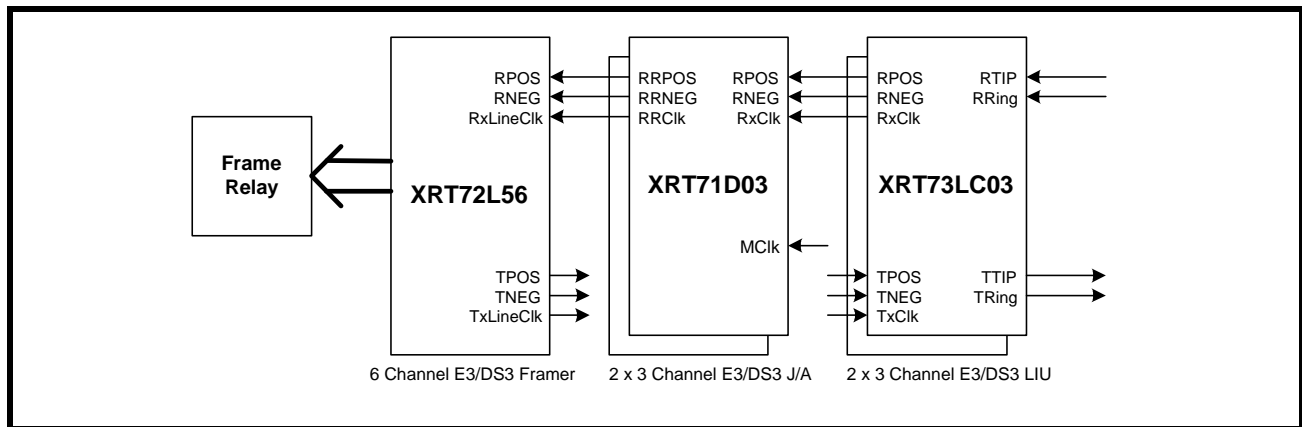 Frame
Relay
RPOS
RNEG
RxLineClk
XRT72L56
TPOS
TNEG
TxLineClk
6 Channel E3/DS3 Framer
RRPOS
RRNEG
RRClk
RPOS
RNEG
RxClk
XRT71D03
MClk
2 x 3 Channel E3/DS3 J/A
RPOS
RNEG
RxClk
RTIP
RRing
XRT73LC03
TPOS
TNEG
TxClk
TTIP
TRing
2 x 3 Channel E3/DS3 LIU